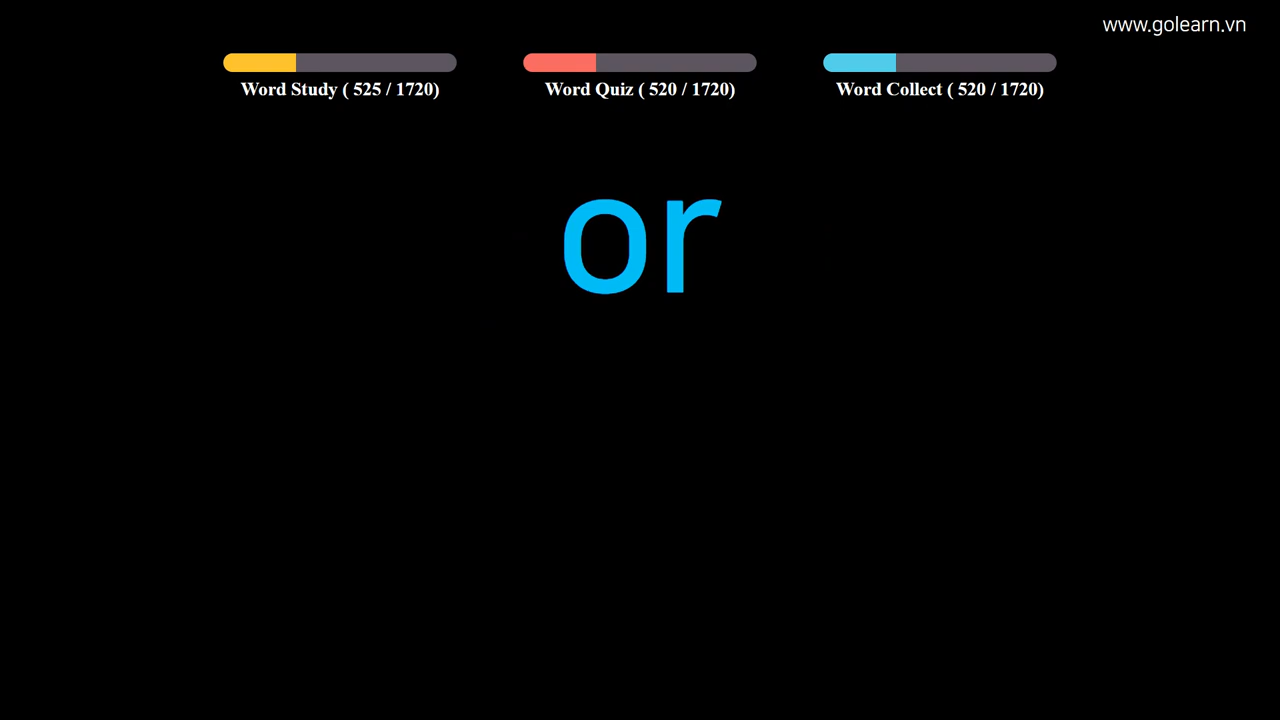 www.golearn.vn
Word Study ( 525 / 1720)
Word Quiz ( 520 / 1720)
Word Collect ( 520 / 1720)
or